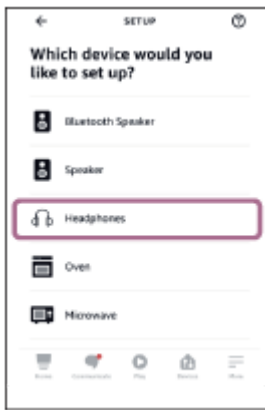 SETUP
Which device would you
like to set up?
Bluetooth Speaker
Speaker
Headphones
Oven
Microwave
Home
Communicate
Play
Devices
More